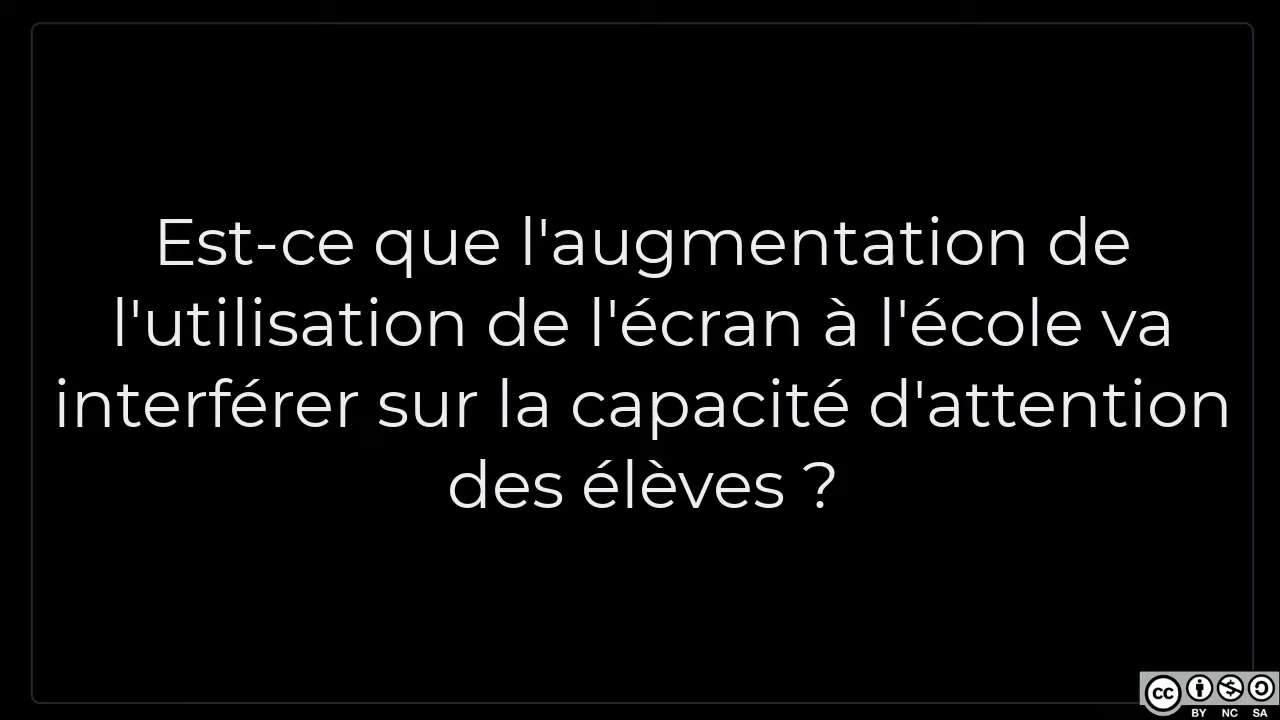 Est-ce que l'augmentation de
l'utilisation de l'écran à l'école va
interférer sur la capacité d'attention
des élèves ?
cc
BY NC SA